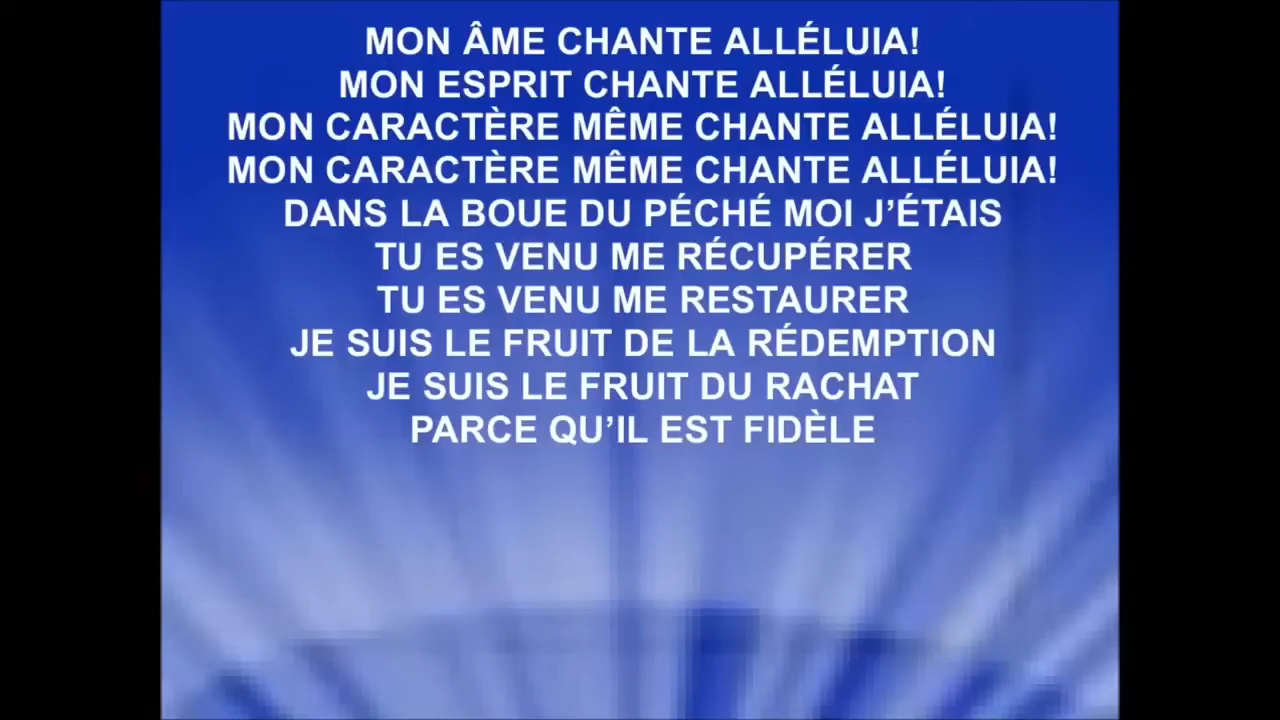 MON ÂME CHANTE ALLÉLUIA!
MON ESPRIT CHANTE ALLÉLUIA!
MON CARACTÈRE MÊME CHANTE ALLÉLUIA!
MON CARACTÈRE MÊME CHANTE ALLÉLUIA!
DANS LA BOUE DU PÉCHÉ MOI J’ÉTAIS
TU ES VENU ME RÉCUPÉRER
TU ES VENU ME RESTAURER
JE SUIS LE FRUIT DE LA RÉDEMPTION
JE SUIS LE FRUIT DU RACHAT
PARCE QU’IL EST FIDÈLE